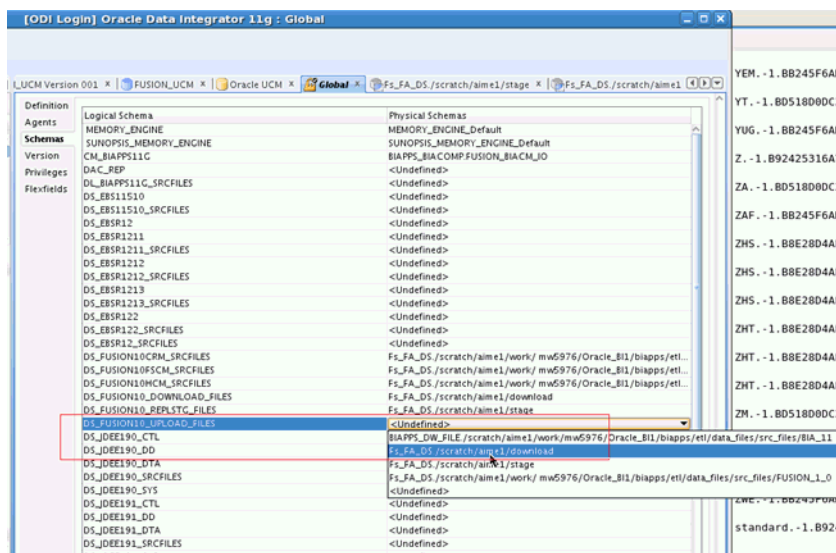 [ODI Login] Oracle Data Integrator 11g : Global
I_UCM Version 001 FUSION_UCM Oracle UCM Global Fs_FA_DS./scratch/aime1/stage Fs_FA_DS./scratch/aime1
Definition
Agents
Schemas
Version
Privileges
Flexfields
Logical Schema Physical Schemas
MEMORY_ENGINE MEMORY_ENGINE_Default
SUNOPSIS_MEMORY_ENGINE SUNOPSIS_MEMORY_ENGINE_Default
CM_BIAPPS11G BIAPPS_BIACOMP.FUSION_BIACM_IO
DAC_REP <Undefined>
DL_BIAPPS11G_SRCFILES <Undefined>
DS_EBS11510 <Undefined>
DS_EBS11510_SRCFILES <Undefined>
DS_EBSR12 <Undefined>
DS_EBSR1211 <Undefined>
DS_EBSR1211_SRCFILES <Undefined>
DS_EBSR1212 <Undefined>
DS_EBSR1212_SRCFILES <Undefined>
DS_EBSR1213 <Undefined>
DS_EBSR1213_SRCFILES <Undefined>
DS_EBSR122 <Undefined>
DS_EBSR122_SRCFILES <Undefined>
DS_EBSR12_SRCFILES <Undefined>
DS_FUSION10CRM_SRCFILES Fs_FA_DS./scratch/aime1/work/ mw5976/Oracle_BI1/biapps/etl...
DS_FUSION10FSCM_SRCFILES Fs_FA_DS./scratch/aime1/work/ mw5976/Oracle_BI1/biapps/etl...
DS_FUSION10HCM_SRCFILES Fs_FA_DS./scratch/aime1/work/ mw5976/Oracle_BI1/biapps/etl...
DS_FUSION10_DOWNLOAD_FILES Fs_FA_DS./scratch/aime1/download
DS_FUSION10_REPLSTG_FILES Fs_FA_DS./scratch/aime1/stage
DS_FUSION10_UPLOAD_FILES <Undefined>
DS_JDEE190_CTL BIAPPS_DW_FILE./scratch/aime1/work/mw5976/Oracle_BI1/biapps/etl/data_files/src_files/BIA_11
DS_JDEE190_DD Fs_FA_DS./scratch/aime1/download
DS_JDEE190_DTA Fs_FA_DS./scratch/aime1/stage
DS_JDEE190_SRCFILES Fs_FA_DS./scratch/aime1/work/ mw5976/Oracle_BI1/biapps/etl/data_files/src_files/FUSION_1_0
DS_JDEE190_SYS <Undefined>
DS_JDEE191_CTL <Undefined>
DS_JDEE191_DD <Undefined>
DS_JDEE191_DTA <Undefined>
DS_JDEE191_SRCFILES <Undefined>
YEM.-1.BB245F6A
YT.-1.BD518D0DC
YUG.-1.BB245F6A
Z.-1.B92425316A
ZA.-1.BD518D0DC
ZAF.-1.BB245F6A
ZHS.-1.B8E28D4A
ZHS.-1.B8E28D4A
ZHS.-1.B8E28D4A
ZHT.-1.B8E28D4A
ZHT.-1.B8E28D4A
ZHT.-1.B8E28D4A
ZM.-1.BD518D0DC
standard.-1.B92